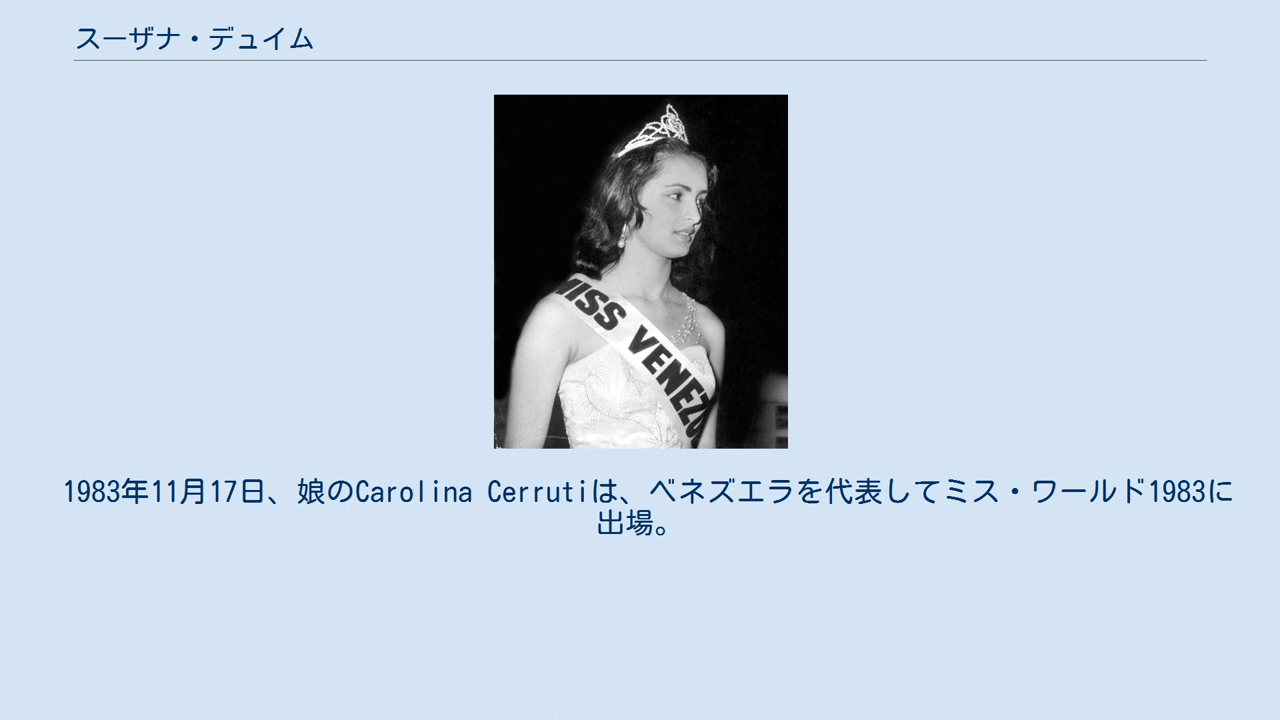 スーザナ・デュイム
MISS VENEZU
1983年11月17日、娘のCarolina Cerrutiは、ベネズエラを代表してミス・ワールド1983に
出場。